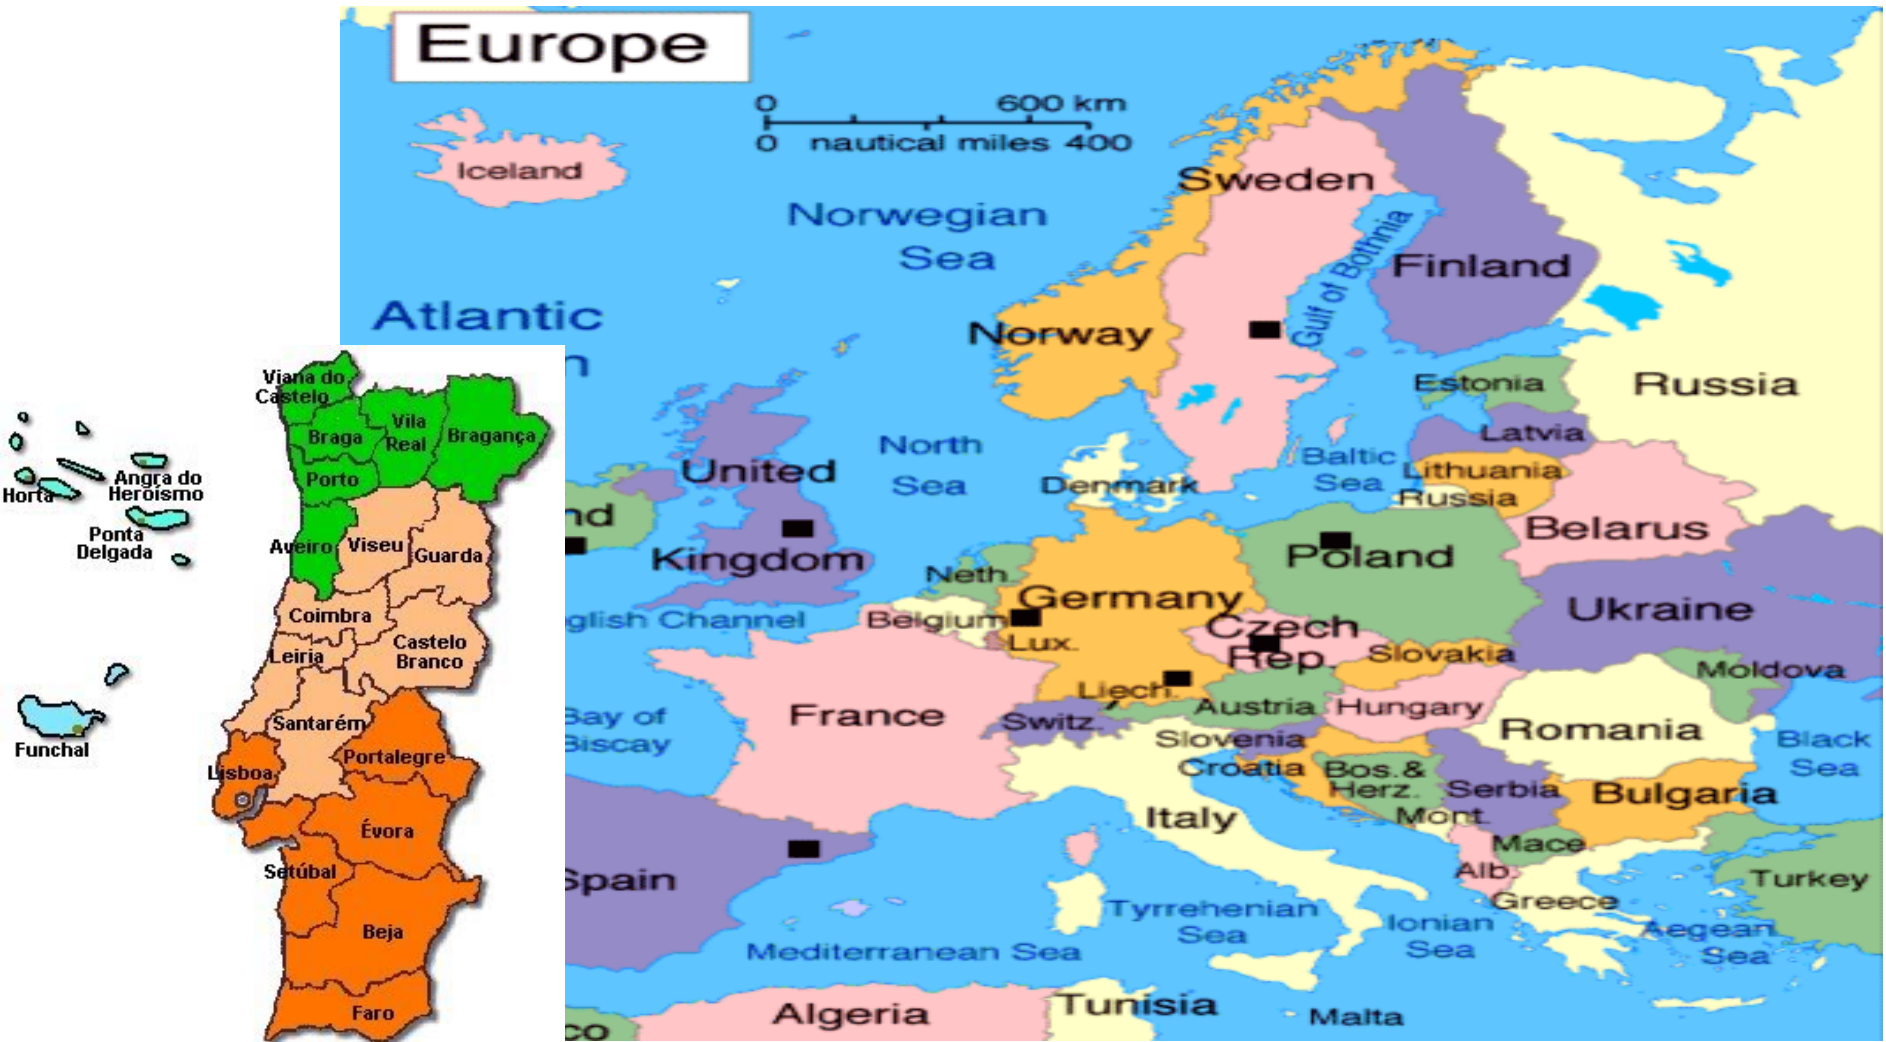 Europe
0 600 km
0 nautical miles 400
Iceland
Sweden
Norwegian
Sea
Gulf of Bothnia
Finland
Atlantic
n
Norway
Estonia
Russia
Latvia
North
Sea
Baltic
Sea
Lithuania
Russia
United
Kingdom
Denmark
nd
Belarus
Poland
Neth.
Germany
Ukraine
glish Channel
Belgium
Lux.
Czech
Rep.
Slovakia
Moldova
Liech.
Bay of
Biscay
France
Switz.
Austria
Hungary
Romania
Black
Sea
Slovenia
Croatia
Bos.&
Herz.
Serbia
Bulgaria
Italy
Mont.
Mace
Alb.
Spain
Greece
Turkey
Tyrrehenian
Sea
Ionian
Sea
Aegean
Sea
Mediterranean Sea
Algeria
Tunisia
Malta
co
Viana do
Castelo
Braga
Vila
Real
Bragança
Porto
Angra do
Heroísmo
Horta
Ponta
Delgada
Aveiro
Viseu
Guarda
Coimbra
Castelo
Branco
Leiria
Santarém
Funchal
Portalegre
Lisboa
Évora
Setúbal
Beja
Faro